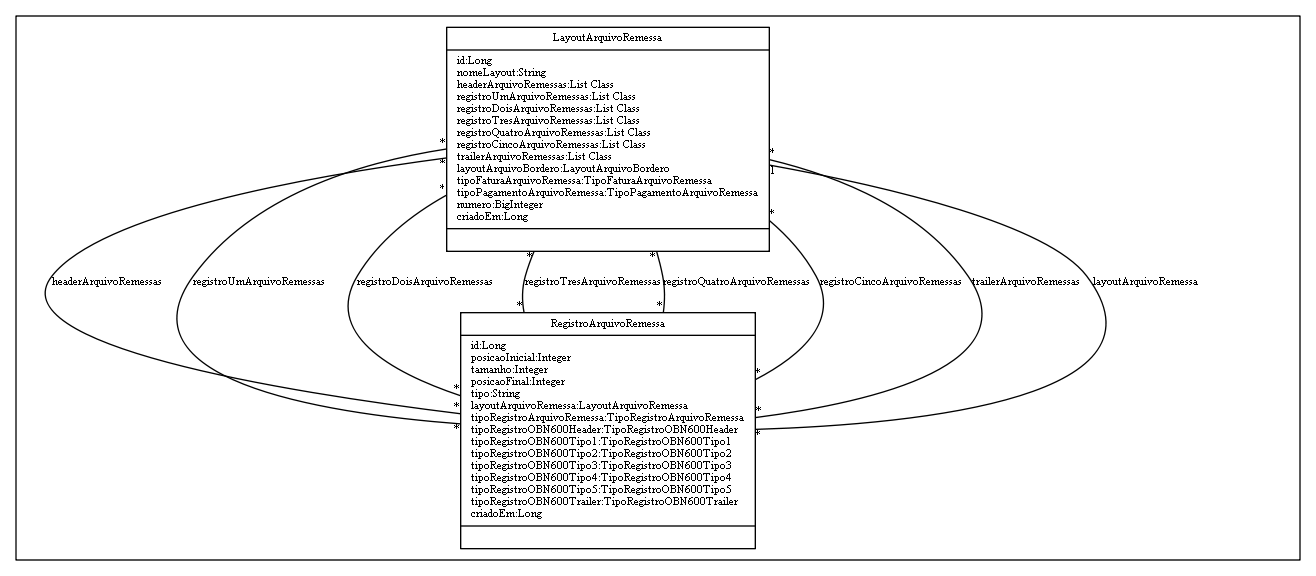 LayoutArquivoRemessa
id:Long
nomeLayout:String
headerArquivoRemessas:List Class
registroUmArquivoRemessas:List Class
registroDoisArquivoRemessas:List Class
registroTresArquivoRemessas:List Class
registroQuatroArquivoRemessas:List Class
registroCincoArquivoRemessas:List Class
trailerArquivoRemessas:List Class
layoutArquivoBordero:LayoutArquivoBordero
tipoFaturaArquivoRemessa:TipoFaturaArquivoRemessa
tipoPagamentoArquivoRemessa:TipoPagamentoArquivoRemessa
numero:BigInteger
criadoEm:Long
*
*
*
*
1
*
*
*
headerArquivoRemessas
registroUmArquivoRemessas
registroDoisArquivoRemessas
registroTresArquivoRemessas
registroQuatroArquivoRemessas
registroCincoArquivoRemessas
trailerArquivoRemessas
layoutArquivoRemessa
*
*
RegistroArquivoRemessa
id:Long
posicaoInicial:Integer
tamanho:Integer
posicaoFinal:Integer
tipo:String
layoutArquivoRemessa:LayoutArquivoRemessa
tipoRegistroArquivoRemessa:TipoRegistroArquivoRemessa
tipoRegistroOBN600Header:TipoRegistroOBN600Header
tipoRegistroOBN600Tipo1:TipoRegistroOBN600Tipo1
tipoRegistroOBN600Tipo2:TipoRegistroOBN600Tipo2
tipoRegistroOBN600Tipo3:TipoRegistroOBN600Tipo3
tipoRegistroOBN600Tipo4:TipoRegistroOBN600Tipo4
tipoRegistroOBN600Tipo5:TipoRegistroOBN600Tipo5
tipoRegistroOBN600Trailer:TipoRegistroOBN600Trailer
criadoEm:Long
*
*
*
*
*
*